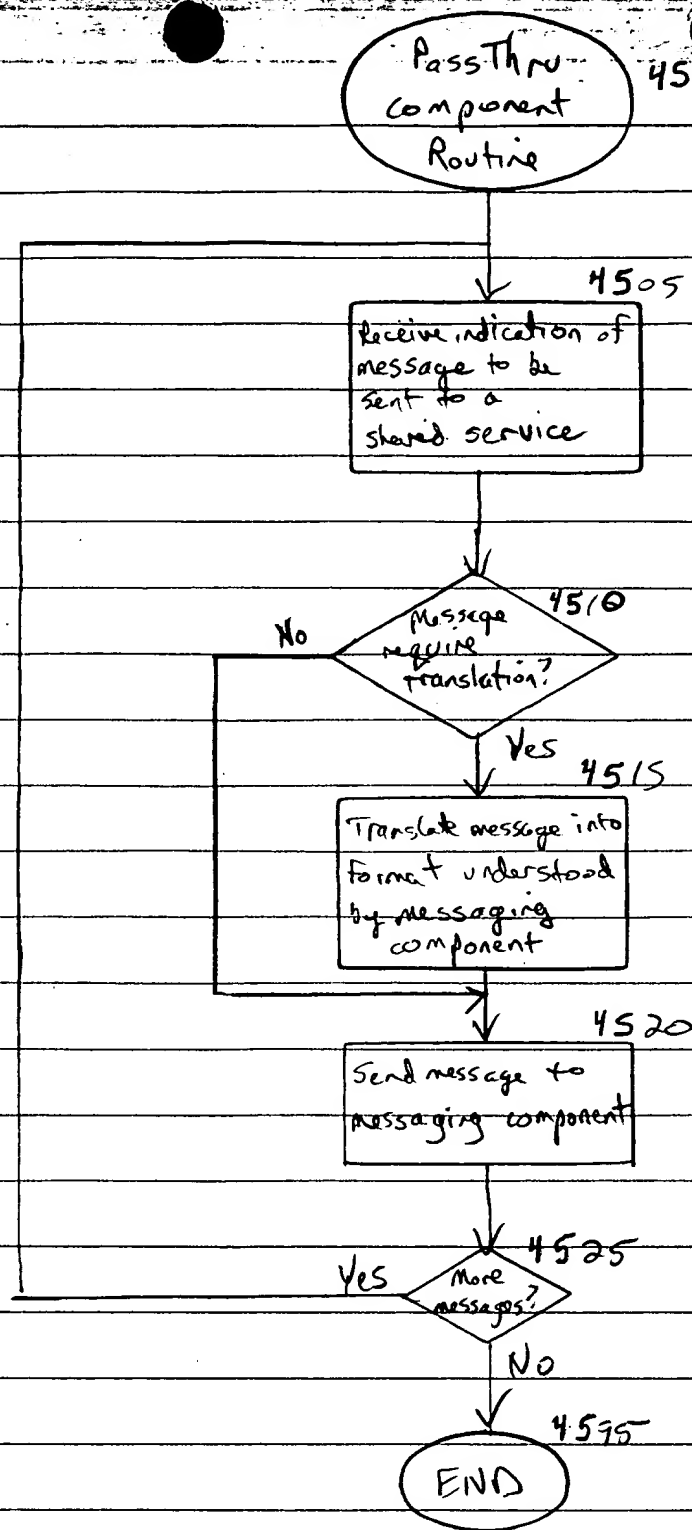 Pass Thru
component
Routine
45
4505
Receive indication of
message to be
sent to a
shared service
4510
Message
require
translation?
No
Yes
4515
Translate message into
format understood
by messaging
component
4520
Send message to
messaging component
4525
More
messages?
Yes
No
4595
END